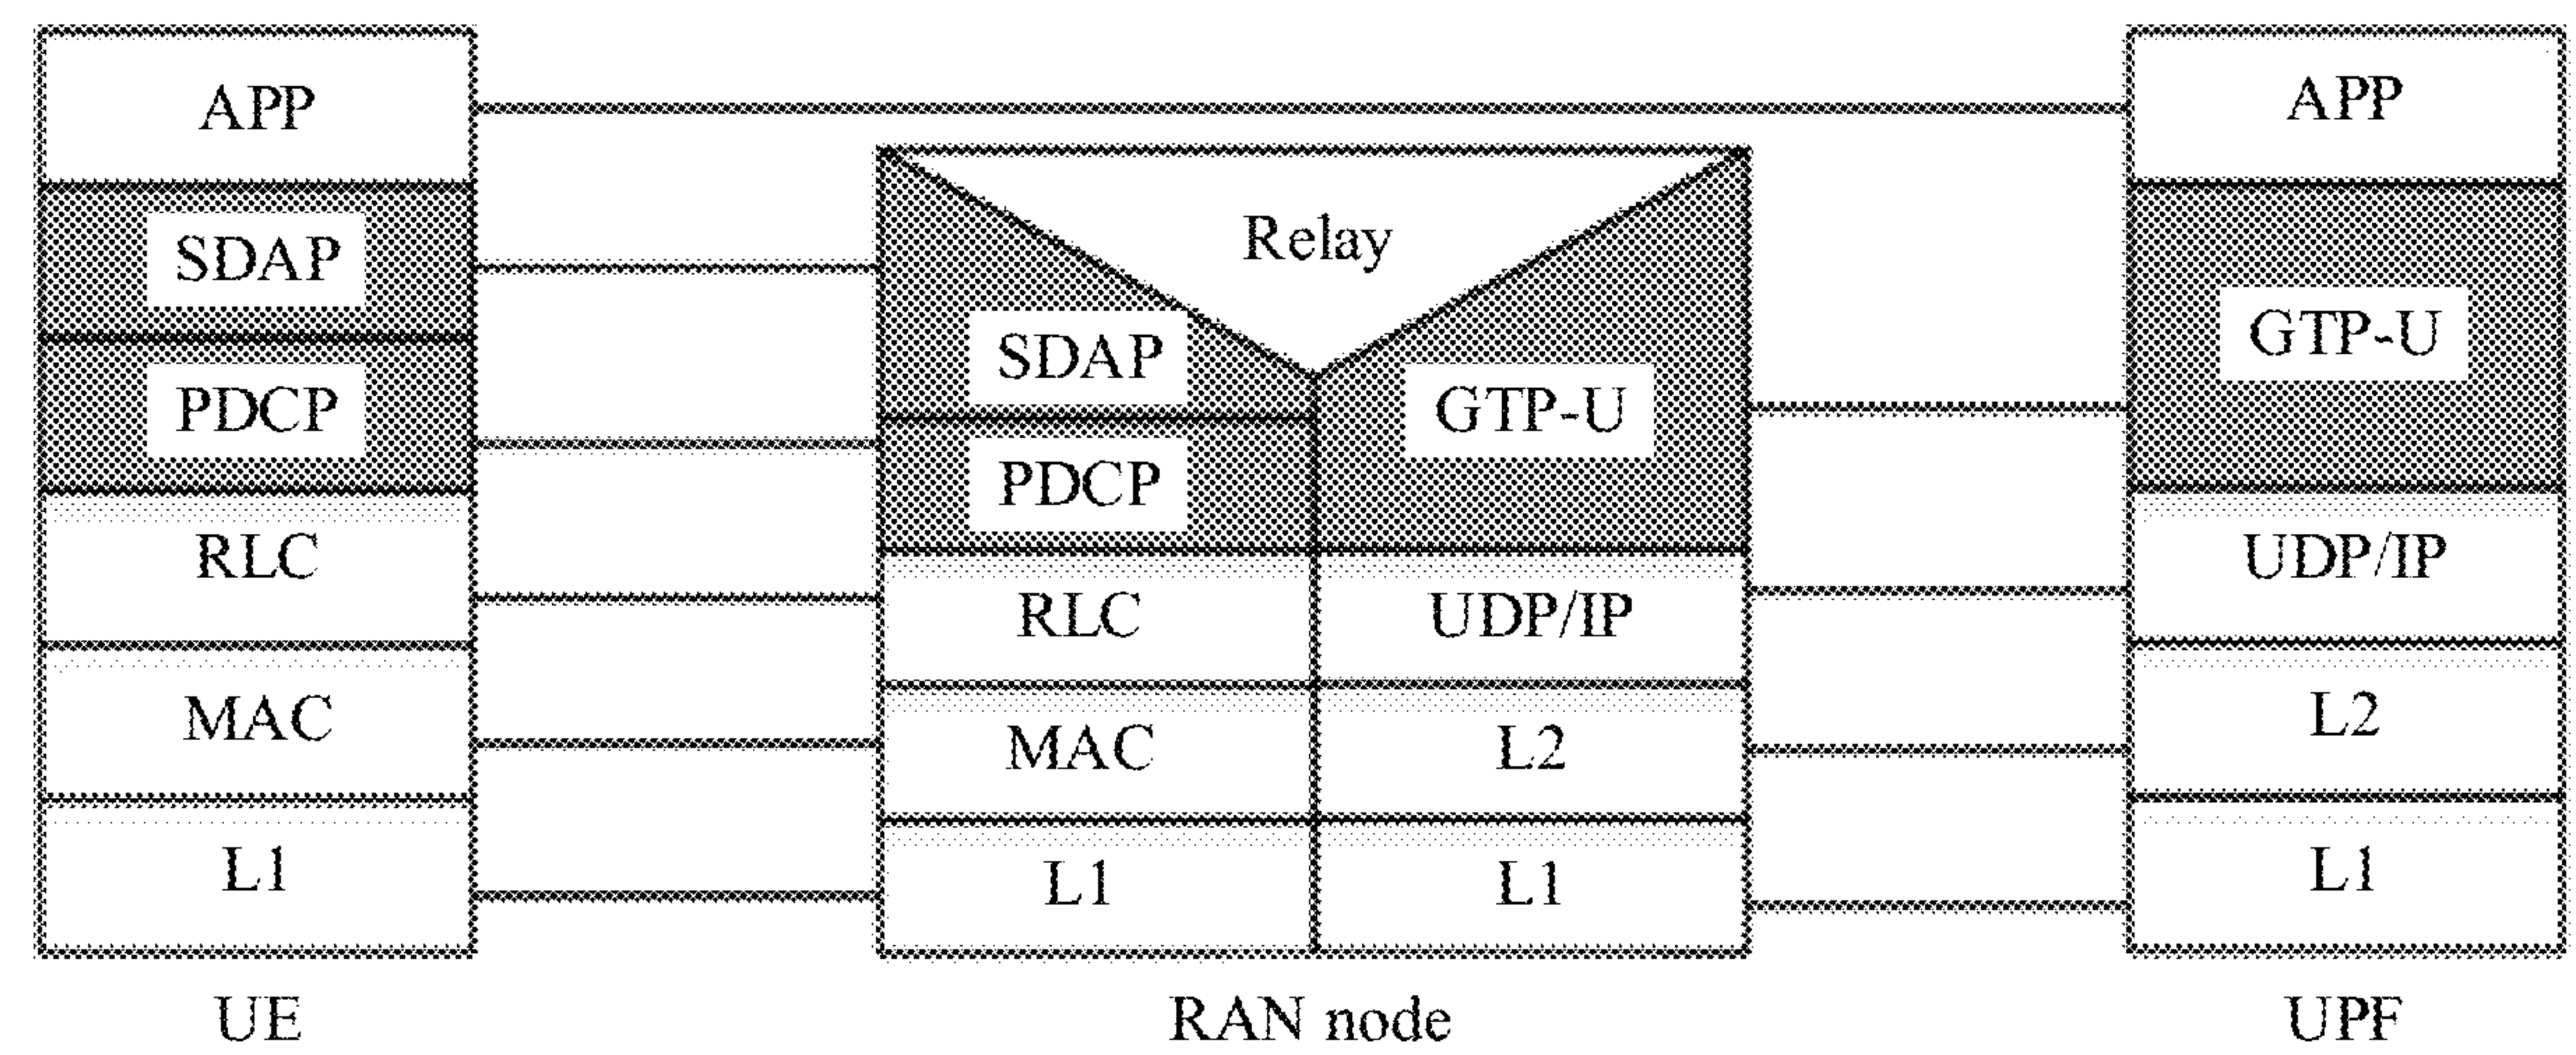 APP
SDAP
PDCP
RLC
MAC
L1
UE
Relay
SDAP
PDCP
RLC
MAC
L1
GTP-U
UDP/IP
L2
L1
RAN node
APP
GTP-U
UDP/IP
L2
L1
UPF